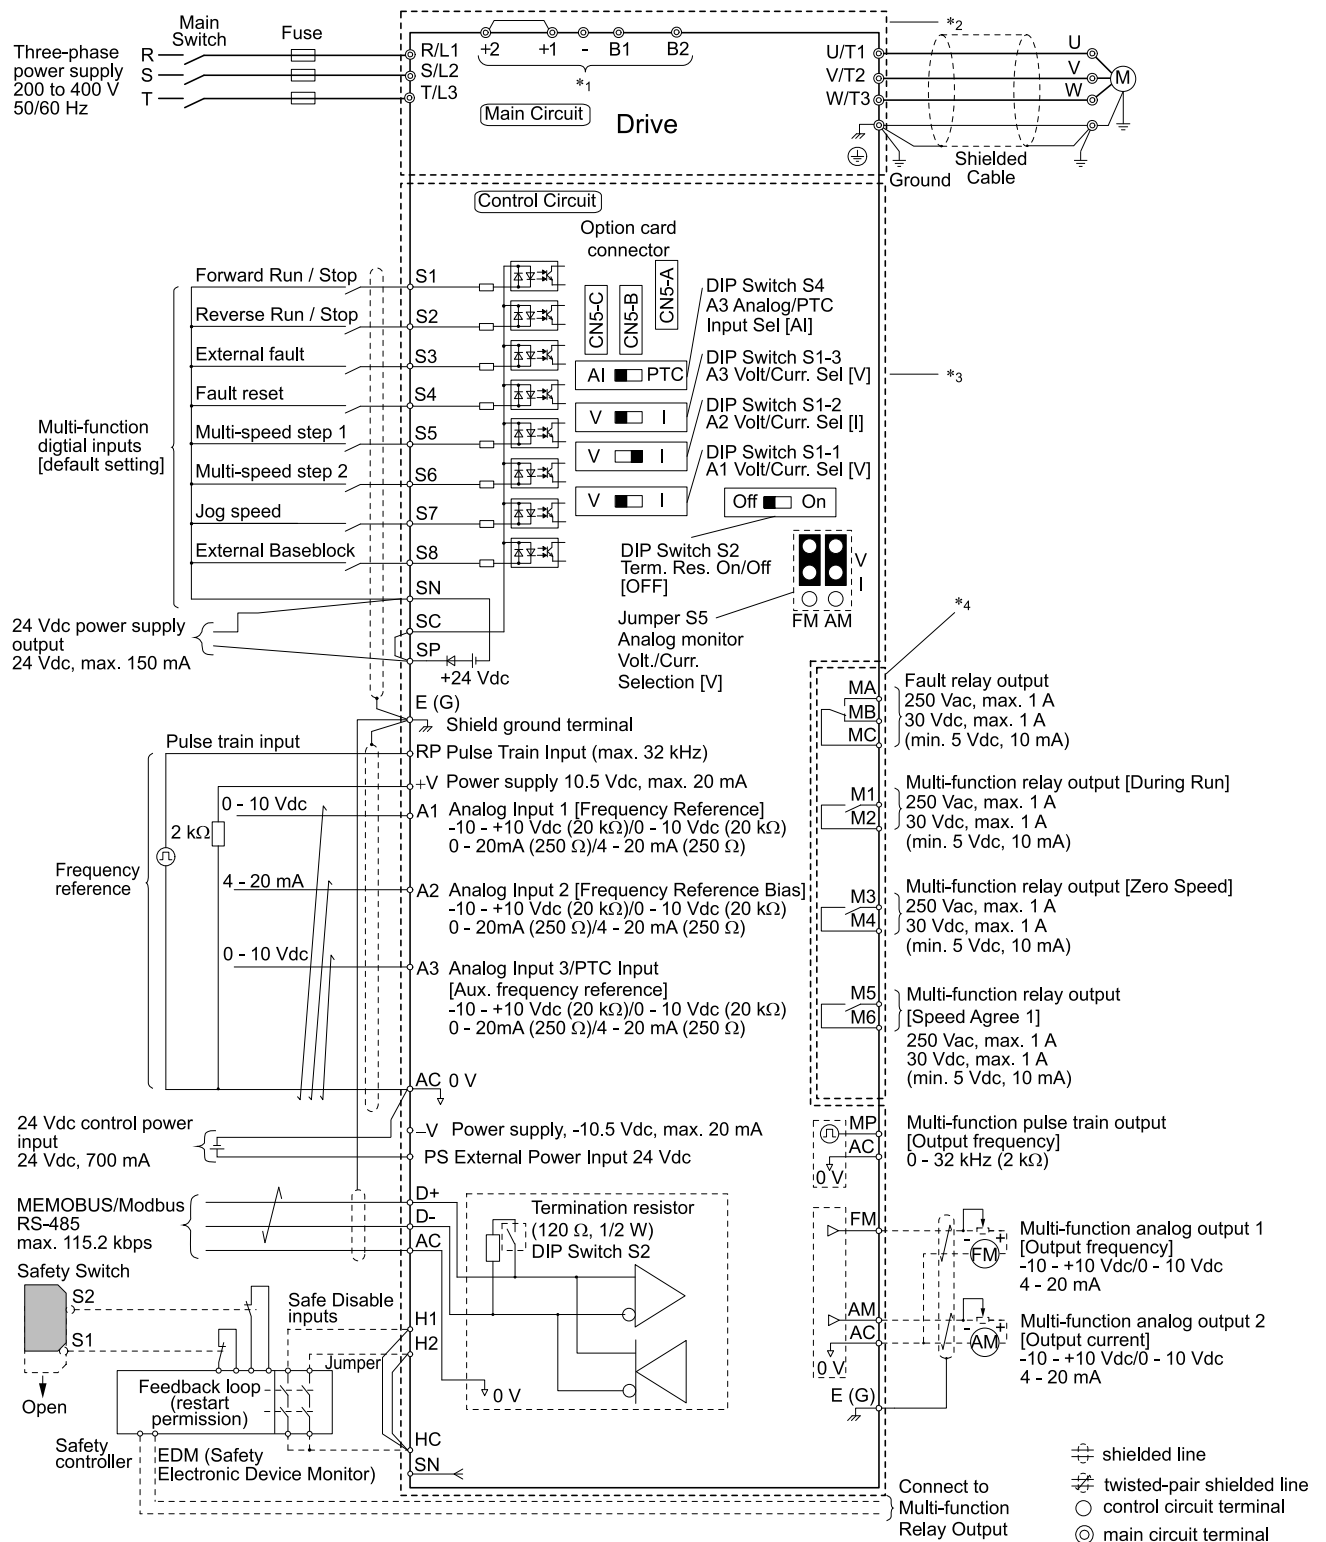 Three-phase
power supply
200 to 400 V
50/60 Hz
Main
Switch
Fuse
R
S
T
R/L1
S/L2
T/L3
+2 +1 - B1 B2
*1
Main Circuit
Drive
U/T1
V/T2
W/T3
*2
U
V
W
M
Ground
Shielded
Cable
Control Circuit
Option card
connector
CN5-C
CN5-B
CN5-A
Multi-function
digtial inputs
[default setting]
Forward Run / Stop
S1
Reverse Run / Stop
S2
External fault
S3
Fault reset
S4
Multi-speed step 1
S5
Multi-speed step 2
S6
Jog speed
S7
External Baseblock
S8
SN
SC
SP
+24 Vdc
AI PTC
V I
V I
V I
DIP Switch S4
A3 Analog/PTC
Input Sel [AI]
DIP Switch S1-3
A3 Volt/Curr. Sel [V]
DIP Switch S1-2
A2 Volt/Curr. Sel [I]
DIP Switch S1-1
A1 Volt/Curr. Sel [V]
*3
Off On
DIP Switch S2
Term. Res. On/Off
[OFF]
V
I
FM AM
Jumper S5
Analog monitor
Volt./Curr.
Selection [V]
*4
24 Vdc power supply
output
24 Vdc, max. 150 mA
E (G)
Shield ground terminal
Pulse train input
RP Pulse Train Input (max. 32 kHz)
+V Power supply 10.5 Vdc, max. 20 mA
0 - 10 Vdc
2 kΩ
A1 Analog Input 1 [Frequency Reference]
-10 - +10 Vdc (20 kΩ)/0 - 10 Vdc (20 kΩ)
0 - 20mA (250 Ω)/4 - 20 mA (250 Ω)
Frequency
reference
4 - 20 mA
A2 Analog Input 2 [Frequency Reference Bias]
-10 - +10 Vdc (20 kΩ)/0 - 10 Vdc (20 kΩ)
0 - 20mA (250 Ω)/4 - 20 mA (250 Ω)
0 - 10 Vdc
A3 Analog Input 3/PTC Input
[Aux. frequency reference]
-10 - +10 Vdc (20 kΩ)/0 - 10 Vdc (20 kΩ)
0 - 20mA (250 Ω)/4 - 20 mA (250 Ω)
AC 0 V
24 Vdc control power
input
24 Vdc, 700 mA
–V Power supply, -10.5 Vdc, max. 20 mA
PS External Power Input 24 Vdc
MA
MB
MC
Fault relay output
250 Vac, max. 1 A
30 Vdc, max. 1 A
(min. 5 Vdc, 10 mA)
M1
M2
Multi-function relay output [During Run]
250 Vac, max. 1 A
30 Vdc, max. 1 A
(min. 5 Vdc, 10 mA)
M3
M4
Multi-function relay output [Zero Speed]
250 Vac, max. 1 A
30 Vdc, max. 1 A
(min. 5 Vdc, 10 mA)
M5
M6
Multi-function relay output
[Speed Agree 1]
250 Vac, max. 1 A
30 Vdc, max. 1 A
(min. 5 Vdc, 10 mA)
MP
AC
0 V
Multi-function pulse train output
[Output frequency]
0 - 32 kHz (2 kΩ)
MEMOBUS/Modbus
RS-485
max. 115.2 kbps
D+
D-
AC
Termination resistor
(120 Ω, 1/2 W)
DIP Switch S2
0 V
FM
- +
FM
Multi-function analog output 1
[Output frequency]
-10 - +10 Vdc/0 - 10 Vdc
4 - 20 mA
AM
AC
0 V
- +
AM
Multi-function analog output 2
[Output current]
-10 - +10 Vdc/0 - 10 Vdc
4 - 20 mA
E (G)
Safety Switch
S2
S1
Open
Safe Disable
inputs
H1
H2
Jumper
Feedback loop
(restart
permission)
Safety
controller
EDM (Safety
Electronic Device Monitor)
HC
SN
Connect to
Multi-function
Relay Output
shielded line
twisted-pair shielded line
control circuit terminal
main circuit terminal